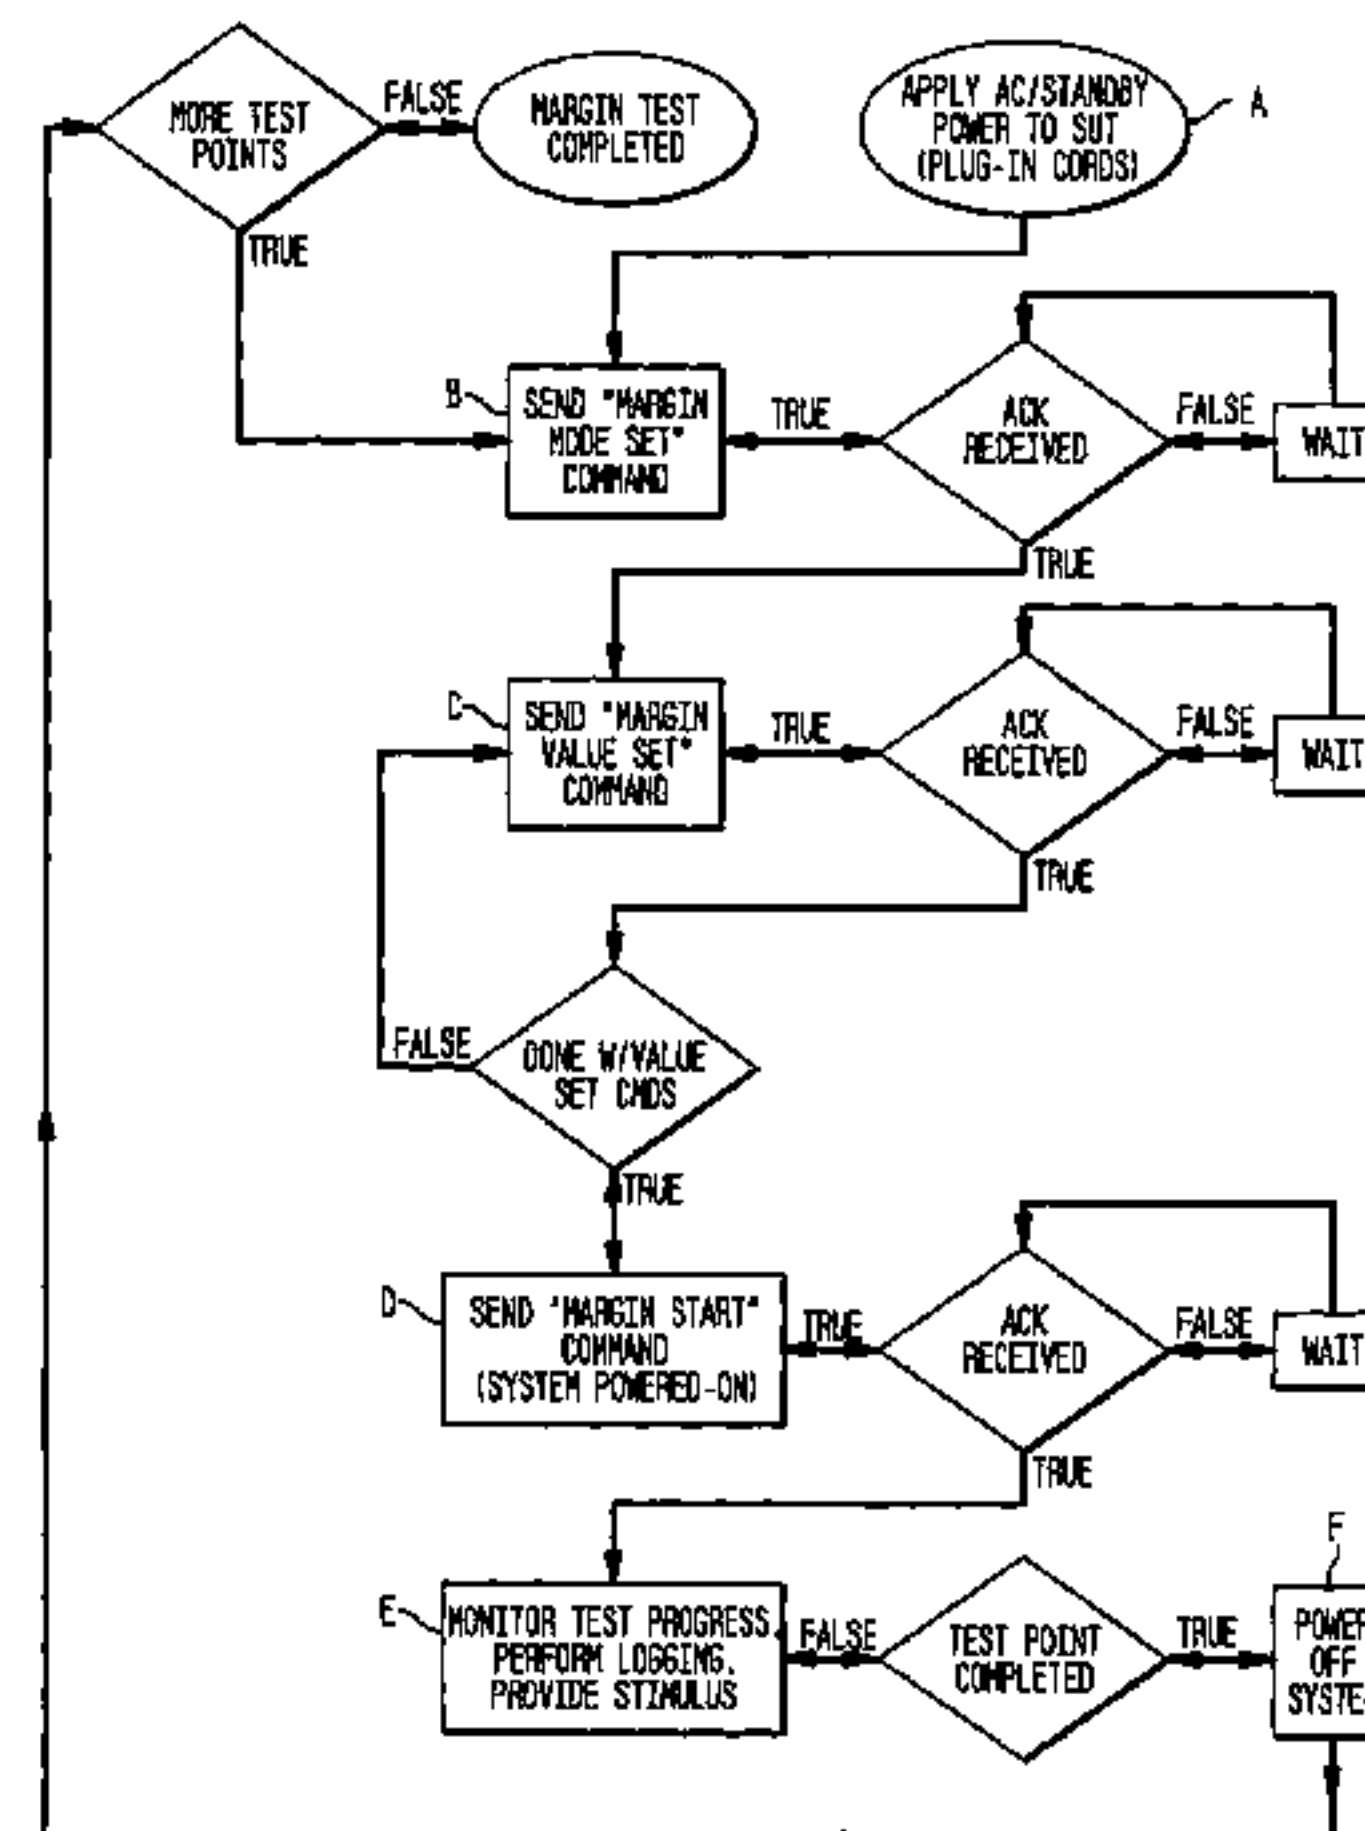 MORE TEST
POINTS
FALSE
MARGIN TEST
COMPLETED
APPLY AC/STANDBY
POWER TO SUT
(PLUG-IN CORDS)
A
TRUE
B
SEND "MARGIN
MODE SET"
COMMAND
TRUE
ACK
RECEIVED
FALSE
WAIT
TRUE
C
SEND "MARGIN
VALUE SET"
COMMAND
TRUE
ACK
RECEIVED
FALSE
WAIT
TRUE
FALSE
DONE W/VALUE
SET CMDS
TRUE
D
SEND "MARGIN START"
COMMAND
(SYSTEM POWERED-ON)
TRUE
ACK
RECEIVED
FALSE
WAIT
TRUE
E
MONITOR TEST PROGRESS,
PERFORM LOGGING,
PROVIDE STIMULUS
FALSE
TEST POINT
COMPLETED
TRUE
F
POWER
OFF
SYSTE